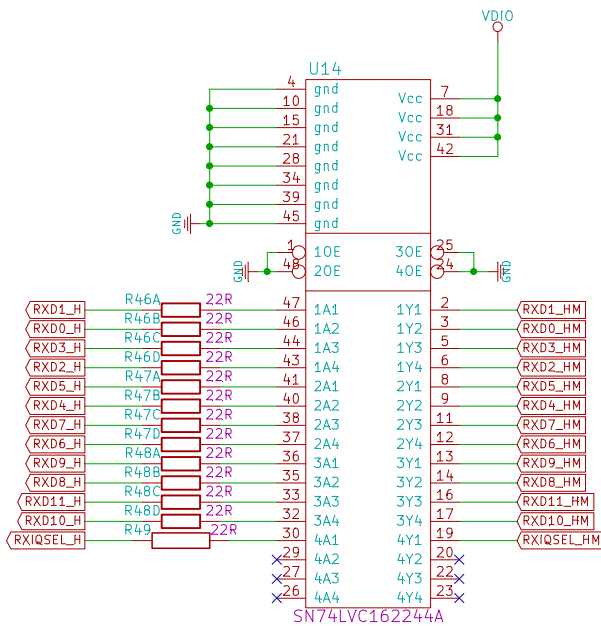 VDIO
U14
4 gnd
10 gnd Vcc 7
15 gnd Vcc 18
21 gnd Vcc 31
28 gnd Vcc 42
34 gnd
39 gnd
GND 45 gnd
1 1OE 3OE 25
GND 48 2OE 4OE 24 GND
RXD1_H R46A 22R 47 1A1 1Y1 2 RXD1_HM
RXD0_H R46B 22R 46 1A2 1Y2 3 RXD0_HM
RXD3_H R46C 22R 44 1A3 1Y3 5 RXD3_HM
RXD2_H R46D 22R 43 1A4 1Y4 6 RXD2_HM
RXD5_H R47A 22R 41 2A1 2Y1 8 RXD5_HM
RXD4_H R47B 22R 40 2A2 2Y2 9 RXD4_HM
RXD7_H R47C 22R 38 2A3 2Y3 11 RXD7_HM
RXD6_H R47D 22R 37 2A4 2Y4 12 RXD6_HM
RXD9_H R48A 22R 36 3A1 3Y1 13 RXD9_HM
RXD8_H R48B 22R 35 3A2 3Y2 14 RXD8_HM
RXD11_H R48C 22R 33 3A3 3Y3 16 RXD11_HM
RXD10_H R48D 22R 32 3A4 3Y4 17 RXD10_HM
RXIQSEL_H R49 22R 30 4A1 4Y1 19 RXIQSEL_HM
29 4A2 4Y2 20
27 4A3 4Y3 22
26 4A4 4Y4 23
SN74LVC162244A